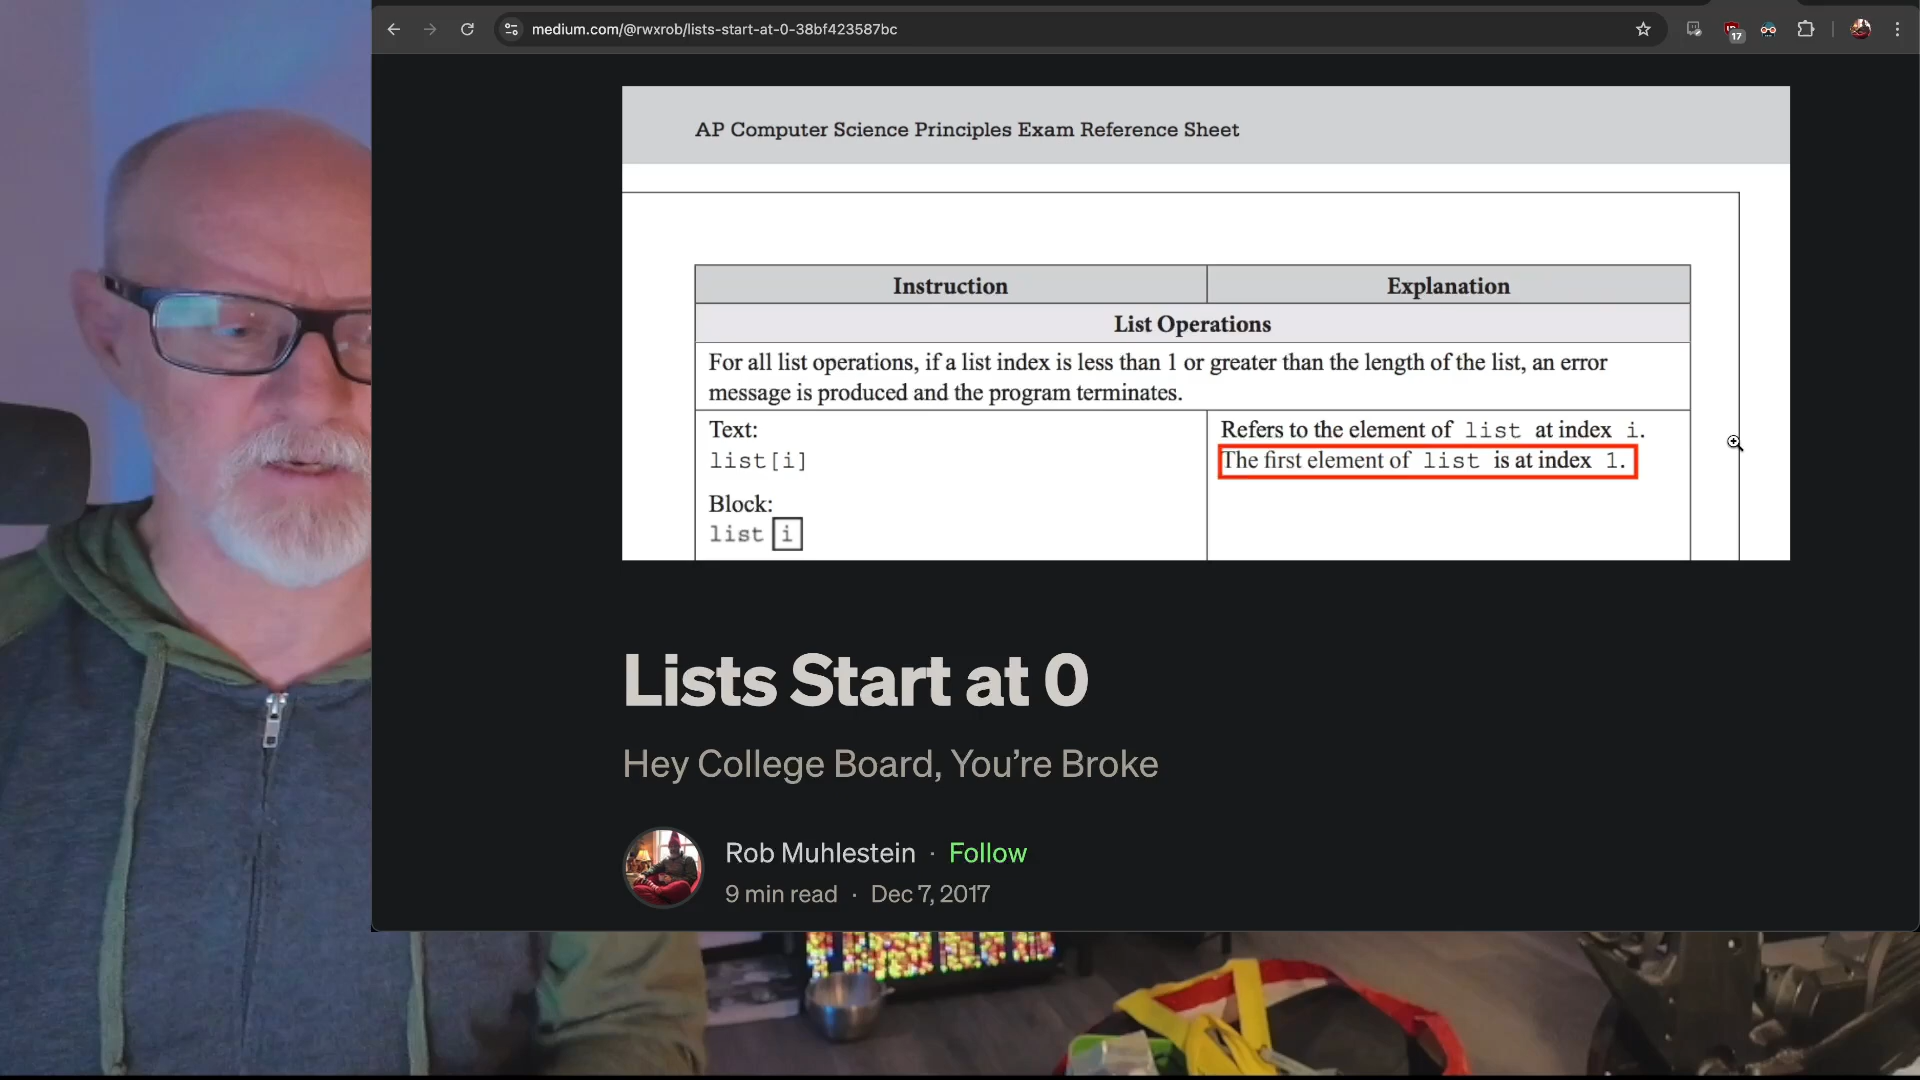 medium.com/@rwxrob/lists-start-at-0-38bf423587bc
17
AP Computer Science Principles Exam Reference Sheet
Instruction
Explanation
List Operations
For all list operations, if a list index is less than 1 or greater than the length of the list, an error
message is produced and the program terminates.
Text:
list[i]
Block:
list i
Refers to the element of list at index i.
The first element of list is at index 1.
Lists Start at 0
Hey College Board, You’re Broke
Rob Muhlestein · Follow
9 min read · Dec 7, 2017